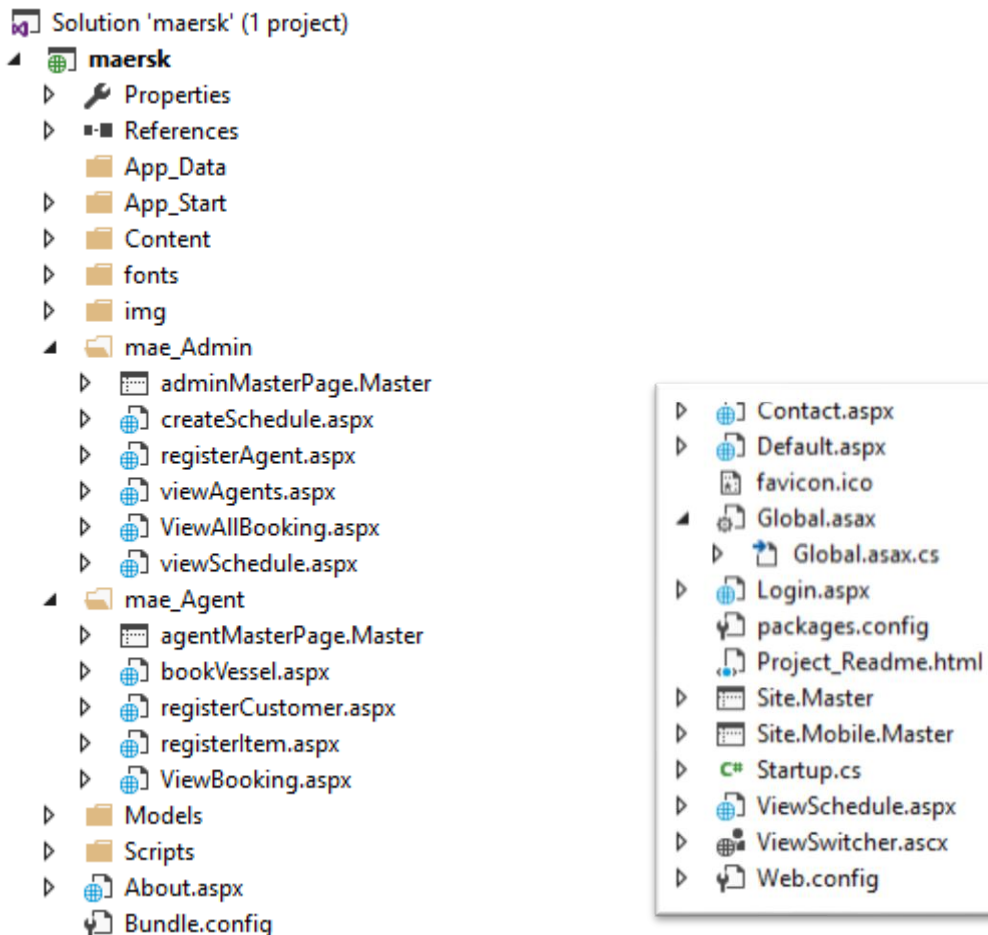 Solution 'maersk' (1 project)
maersk
Properties
References
App_Data
App_Start
Content
fonts
img
mae_Admin
adminMasterPage.Master
createSchedule.aspx
registerAgent.aspx
viewAgents.aspx
ViewAllBooking.aspx
viewSchedule.aspx
mae_Agent
agentMasterPage.Master
bookVessel.aspx
registerCustomer.aspx
registerItem.aspx
ViewBooking.aspx
Models
Scripts
About.aspx
Bundle.config
Contact.aspx
Default.aspx
favicon.ico
Global.asax
Global.asax.cs
Login.aspx
packages.config
Project_Readme.html
Site.Master
Site.Mobile.Master
C# Startup.cs
ViewSchedule.aspx
ViewSwitcher.ascx
Web.config